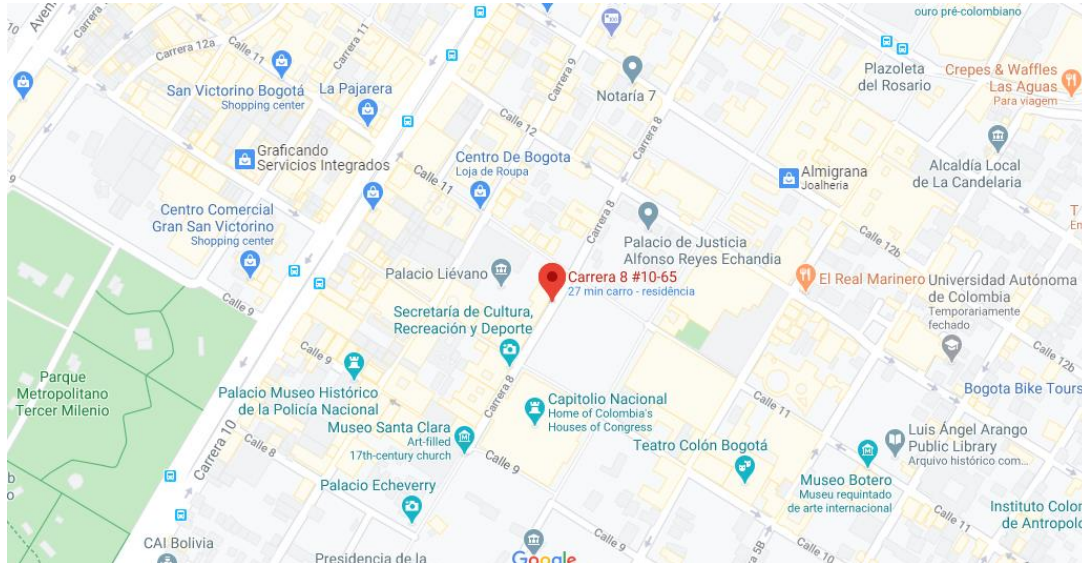 10
Aven
Carrera 12a
Calle 11
Carrera 11
San Victorino Bogotá
Shopping center
La Pajarera
Carrera 9
Notaría 7
ouro pré-colombiano
Plazoleta
del Rosario
Crepes & Waffles
Las Aguas
Para viagem
Graficando
Servicios Integrados
Calle 12
Carrera 8
Centro De Bogota
Loja de Roupa
Calle 11
Almigrana
Joalheria
Alcaldía Local
de La Candelaria
9
Centro Comercial
Gran San Victorino
Shopping center
Carrera 8
Palacio de Justicia
Alfonso Reyes Echandia
Calle 12b
T
En
Palacio Liévano
Carrera 8 #10-65
27 min carro - residência
El Real Marinero
Universidad Autónoma
de Colombia
Temporariamente
fechado
Calle 9
Secretaría de Cultura,
Recreación y Deporte
Calle 9
Calle 12b
Parque
Metropolitano
Tercer Milenio
Palacio Museo Histórico
de la Policía Nacional
Carrera 8
Capitolio Nacional
Home of Colombia's
Houses of Congress
Calle 11
Bogota Bike Tours
Carrera 10
Calle 8
Museo Santa Clara
Art-filled
17th-century church
Calle 9
Teatro Colón Bogotá
Luis Ángel Arango
Public Library
Arquivo histórico com...
Palacio Echeverry
Museo Botero
Museu requintado
de arte internacional
Instituto Color
de Antropolo
Calle 11
CAI Bolivia
Presidencia de la
Google
Calle 9
a 5B
Calle 10